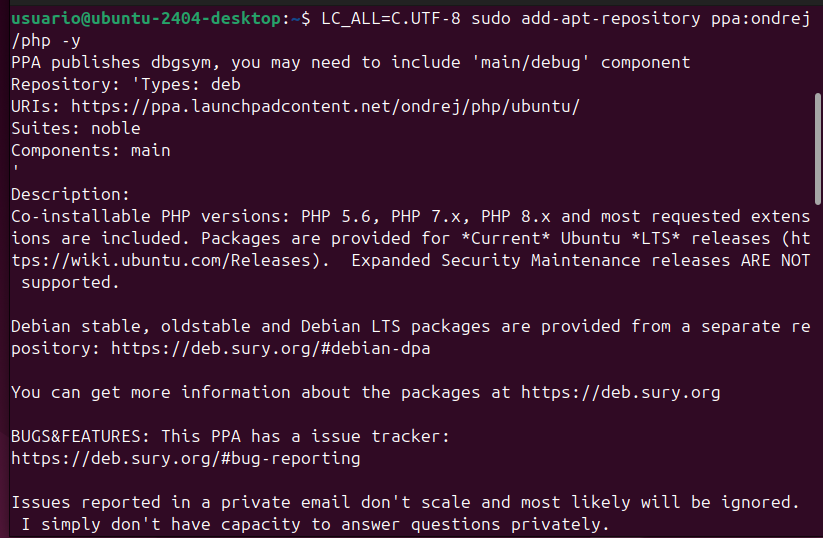 usuario@ubuntu-2404-desktop:~$ LC_ALL=C.UTF-8 sudo add-apt-repository ppa:ondrej
/php -y
PPA publishes dbgsym, you may need to include 'main/debug' component
Repository: 'Types: deb
URIs: https://ppa.launchpadcontent.net/ondrej/php/ubuntu/
Suites: noble
Components: main
'
Description:
Co-installable PHP versions: PHP 5.6, PHP 7.x, PHP 8.x and most requested extens
ions are included. Packages are provided for *Current* Ubuntu *LTS* releases (ht
tps://wiki.ubuntu.com/Releases).  Expanded Security Maintenance releases ARE NOT
 supported.

Debian stable, oldstable and Debian LTS packages are provided from a separate re
pository: https://deb.sury.org/#debian-dpa

You can get more information about the packages at https://deb.sury.org

BUGS&FEATURES: This PPA has a issue tracker:
https://deb.sury.org/#bug-reporting

Issues reported in a private email don't scale and most likely will be ignored.
 I simply don't have capacity to answer questions privately.